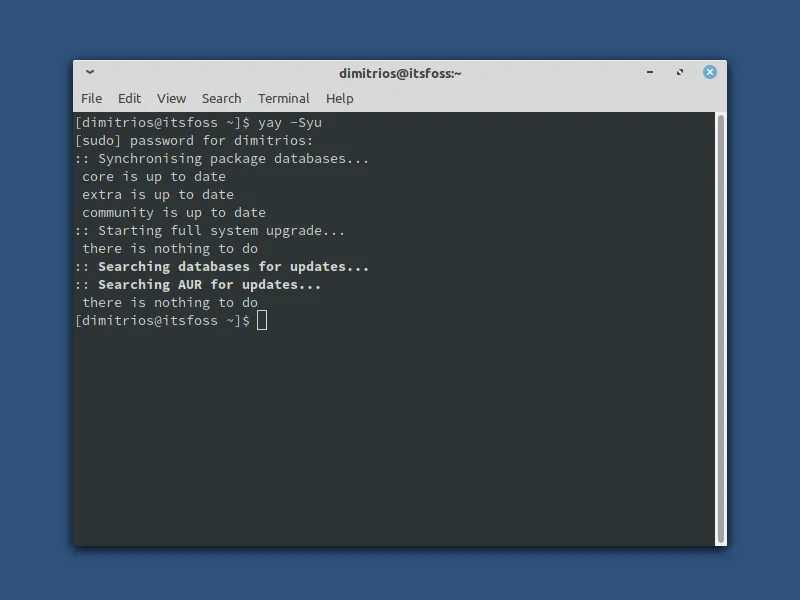 dimitrios@itsfoss:~
File Edit View Search Terminal Help
[dimitrios@itsfoss ~]$ yay -Syu
[sudo] password for dimitrios:
:: Synchronising package databases...
core is up to date
extra is up to date
community is up to date
:: Starting full system upgrade...
there is nothing to do
:: Searching databases for updates...
:: Searching AUR for updates...
there is nothing to do
[dimitrios@itsfoss ~]$